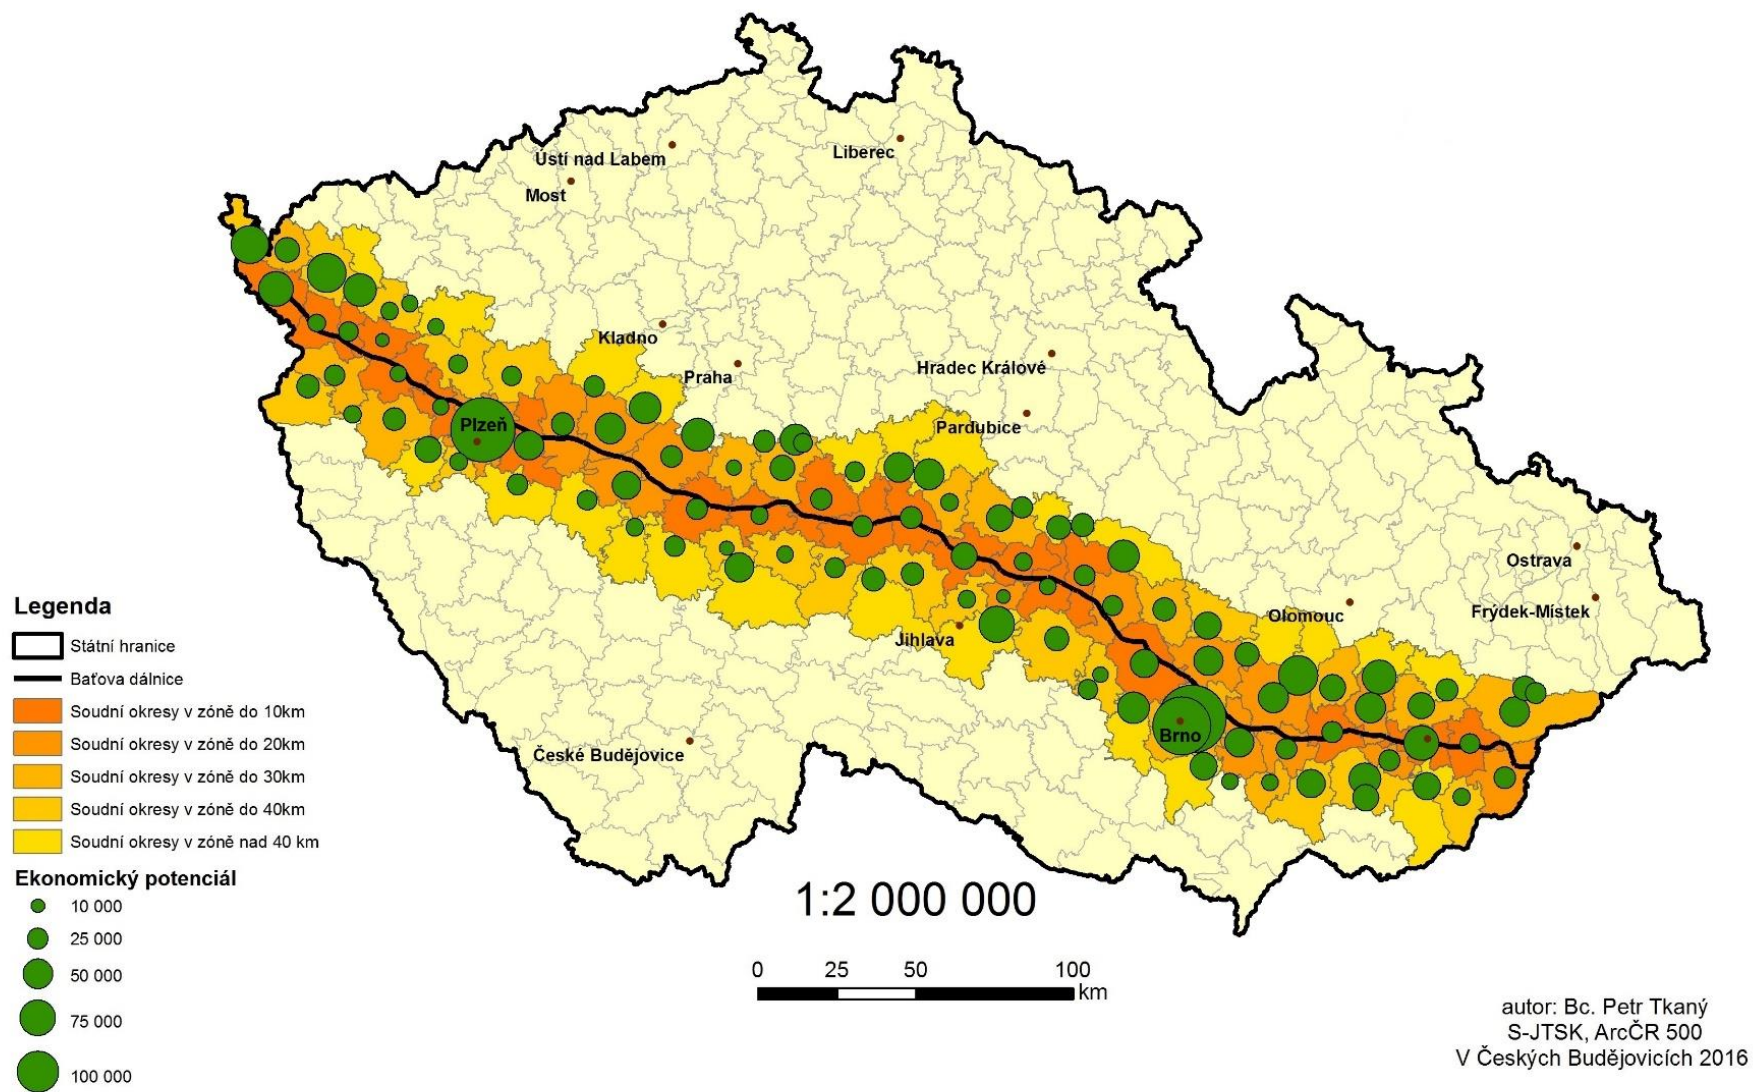 Ústí nad Labem
Liberec
Most
Kladno
Praha
Hradec Králové
Pardubice
Plzeň
Ostrava
Olomouc
Frýdek-Místek
Jihlava
Brno
České Budějovice
Legenda
Státní hranice
Baťova dálnice
Soudní okresy v zóně do 10km
Soudní okresy v zóně do 20km
Soudní okresy v zóně do 30km
Soudní okresy v zóně do 40km
Soudní okresy v zóně nad 40 km
Ekonomický potenciál
10 000
25 000
50 000
75 000
100 000
1:2 000 000
0 25 50 100
km
autor: Bc. Petr Tkaný
S-JTSK, ArcČR 500
V Českých Budějovicích 2016